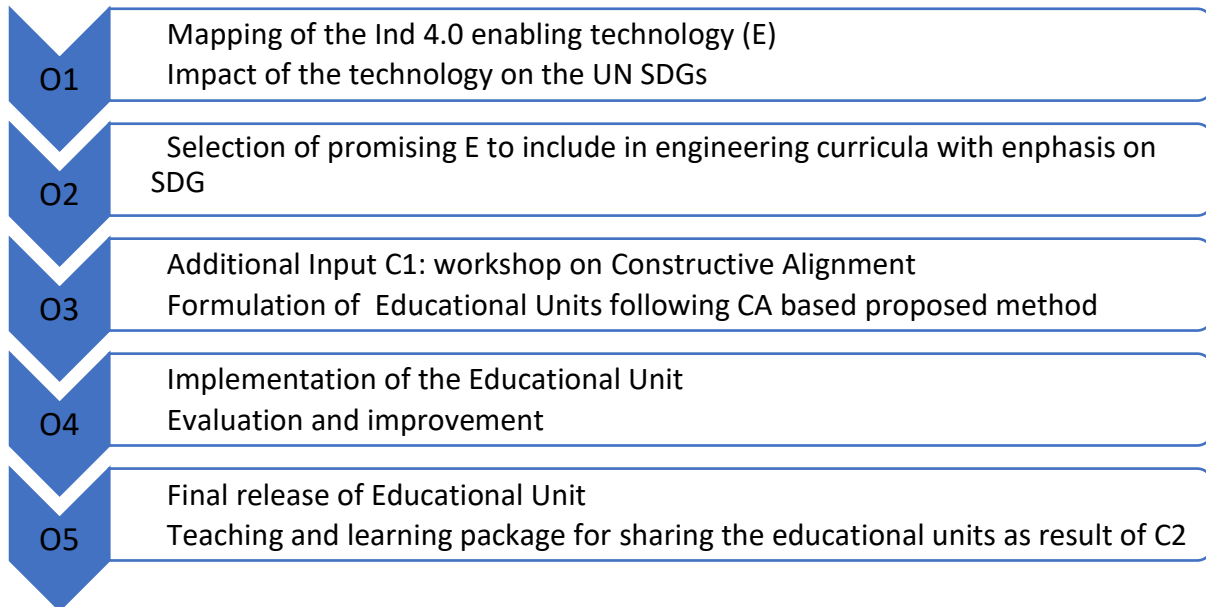 Mapping of the Ind 4.0 enabling technology (E)
O1
Impact of the technology on the UN SDGs
Selection of promising E to include in engineering curricula with enphasis on
SDG
O2
Additional Input C1: workshop on Constructive Alignment
O3
Formulation of Educational Units following CA based proposed method
Implementation of the Educational Unit
O4
Evaluation and improvement
Final release of Educational Unit
O5
Teaching and learning package for sharing the educational units as result of C2